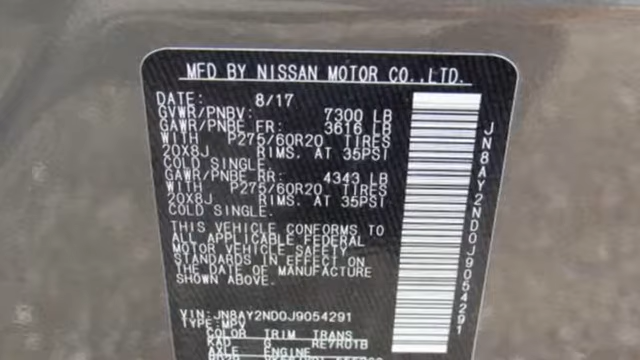 MFD BY NISSAN MOTOR CO.,LTD.
DATE: 8/17
GVWR/PNBV: 7300 LB
GAWR/PNBE FR: 3616 LB
WITH P275/60R20 TIRES
20X8J RIMS. AT 35PSI
COLD SINGLE.
GAWR/PNBE RR: 4343 LB
WITH P275/60R20 TIRES
20X8J RIMS. AT 35PSI
COLD SINGLE.
THIS VEHICLE CONFORMS TO
ALL APPLICABLE FEDERAL
MOTOR VEHICLE SAFETY
STANDARDS IN EFFECT ON
THE DATE OF MANUFACTURE
SHOWN ABOVE.
VIN: JN8AY2ND0J9054291
TYPE: MPV
COLOR TRIM TRANS
KAD G RE7R01B
AXLE ENGINE
JN8AY2ND0J9054291